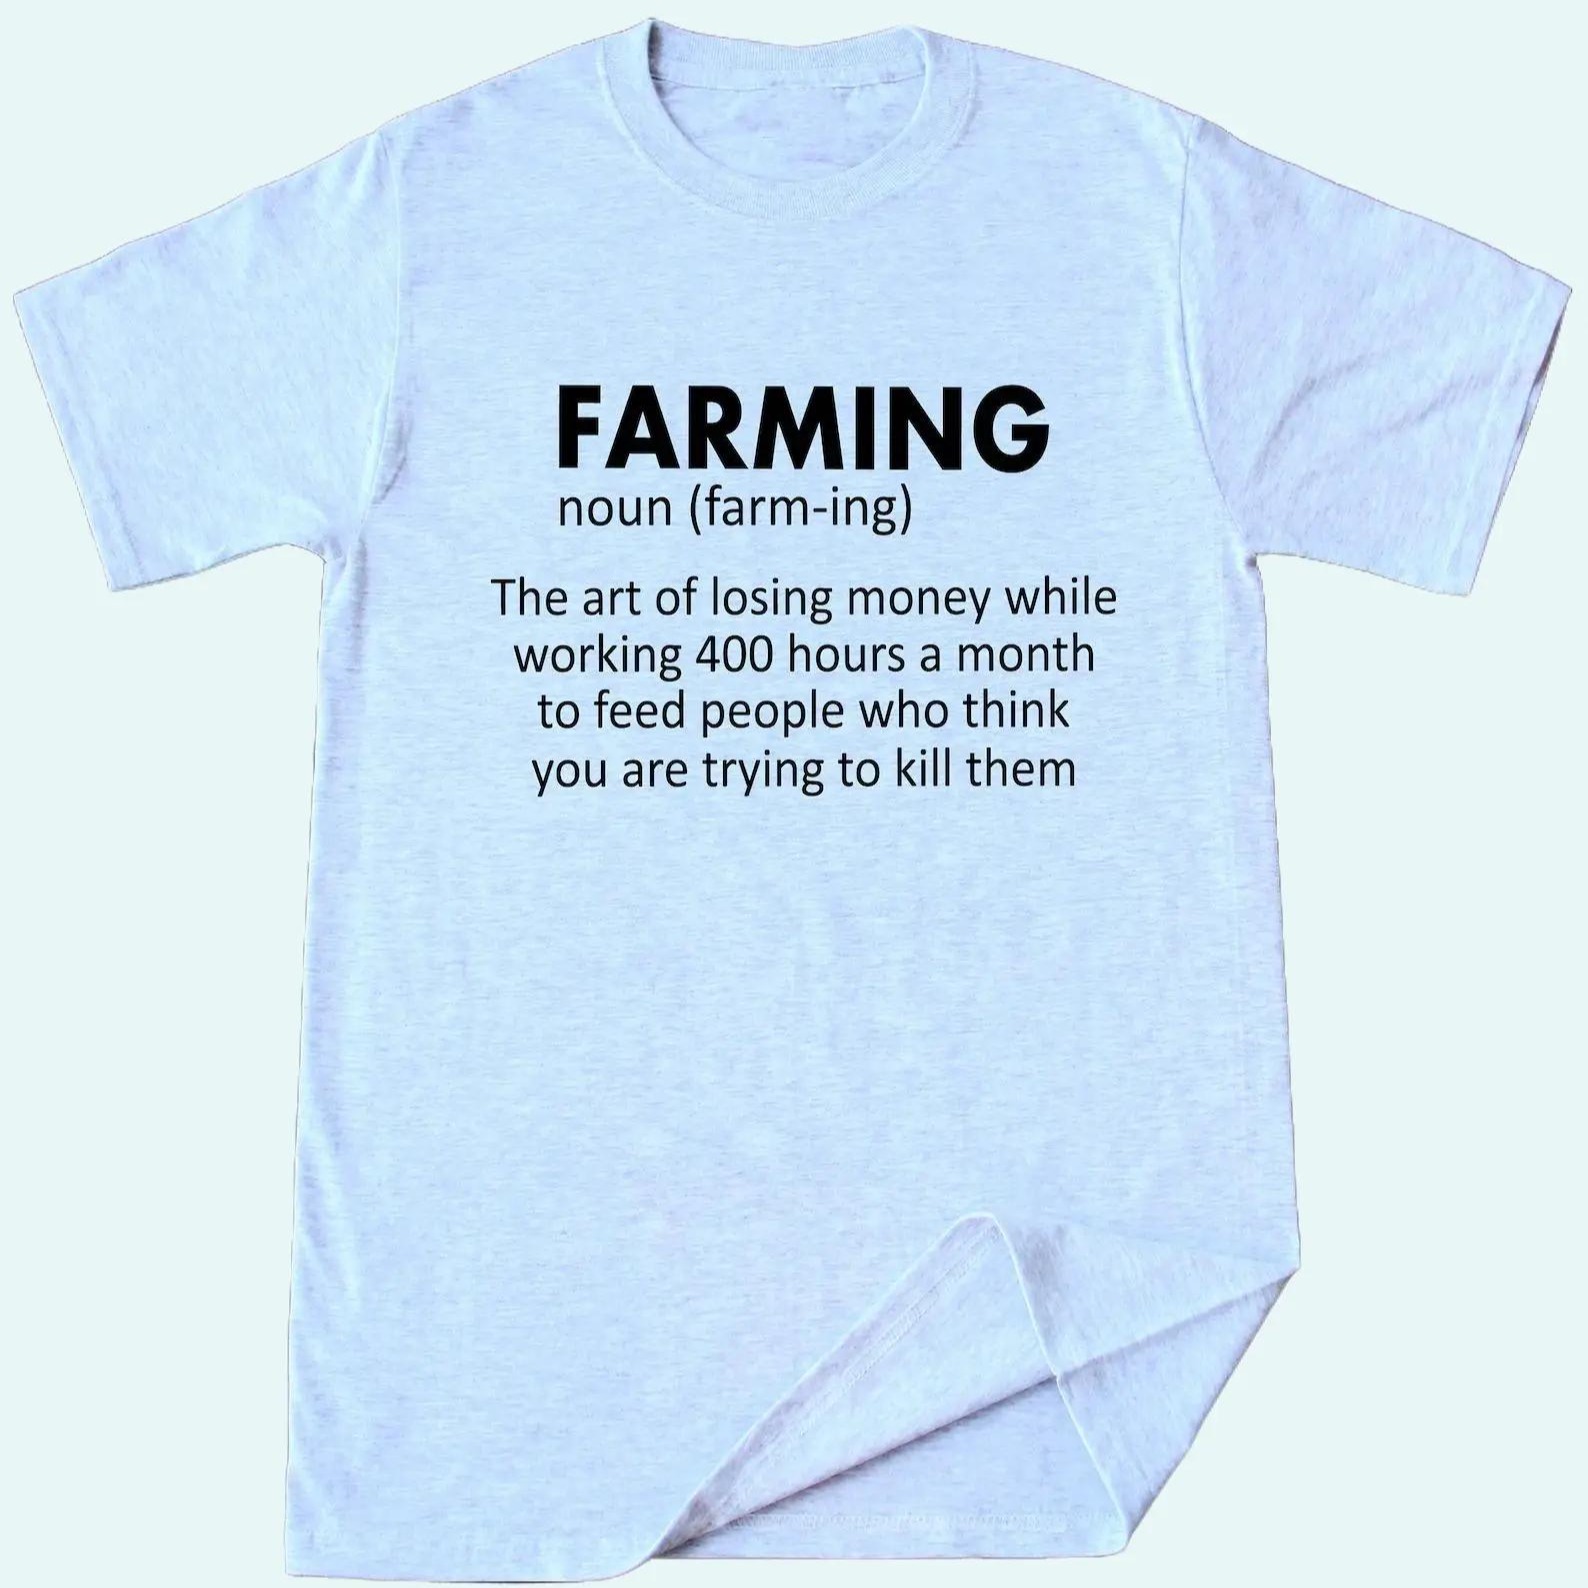 FARMING
noun (farm-ing)
The art of losing money while
working 400 hours a month
to feed people who think
you are trying to kill them